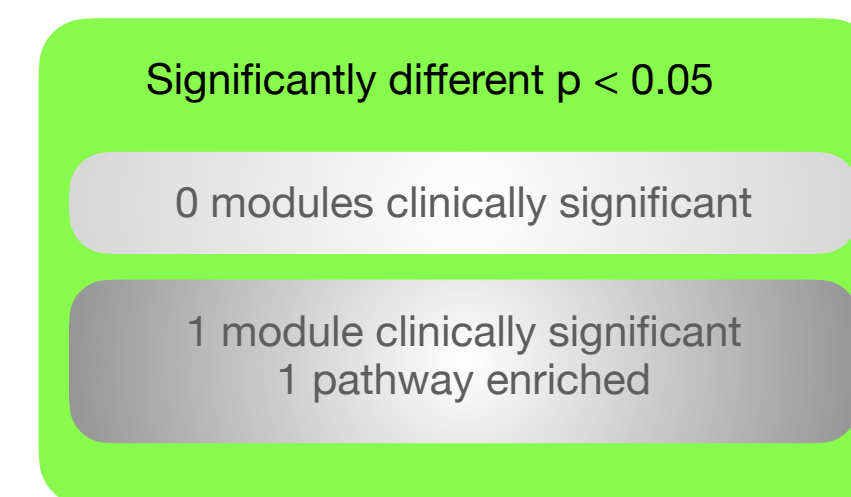 Significantly different p < 0.05
0 modules clinically significant
1 module clinically significant
1 pathway enriched